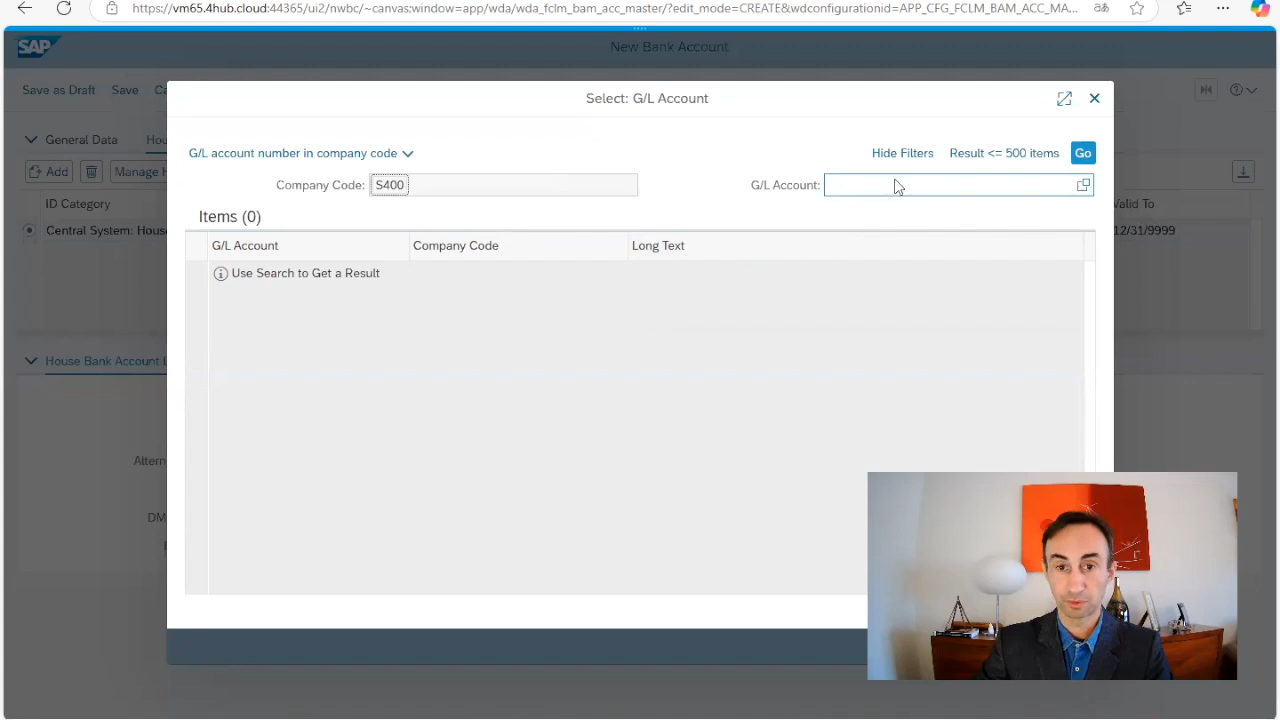 https://vm65.4hub.cloud:44365/ui2/nwbc/~canvas;window=app/wda/wda_fclm_bam_acc_master/?edit_mode=CREATE&wdconfigurationid=APP_CFG_FCLM_BAM_ACC_MA...
SAP
New Bank Account
Save as Draft Save
Select: G/L Account
General Data
G/L account number in company code
Hide Filters Result <= 500 items Go
Add Manage
Company Code: S400
G/L Account:
ID Category
Valid To
Items (0)
Central System: Hous
12/31/9999
G/L Account Company Code Long Text
Use Search to Get a Result
House Bank Account
Altern
DM